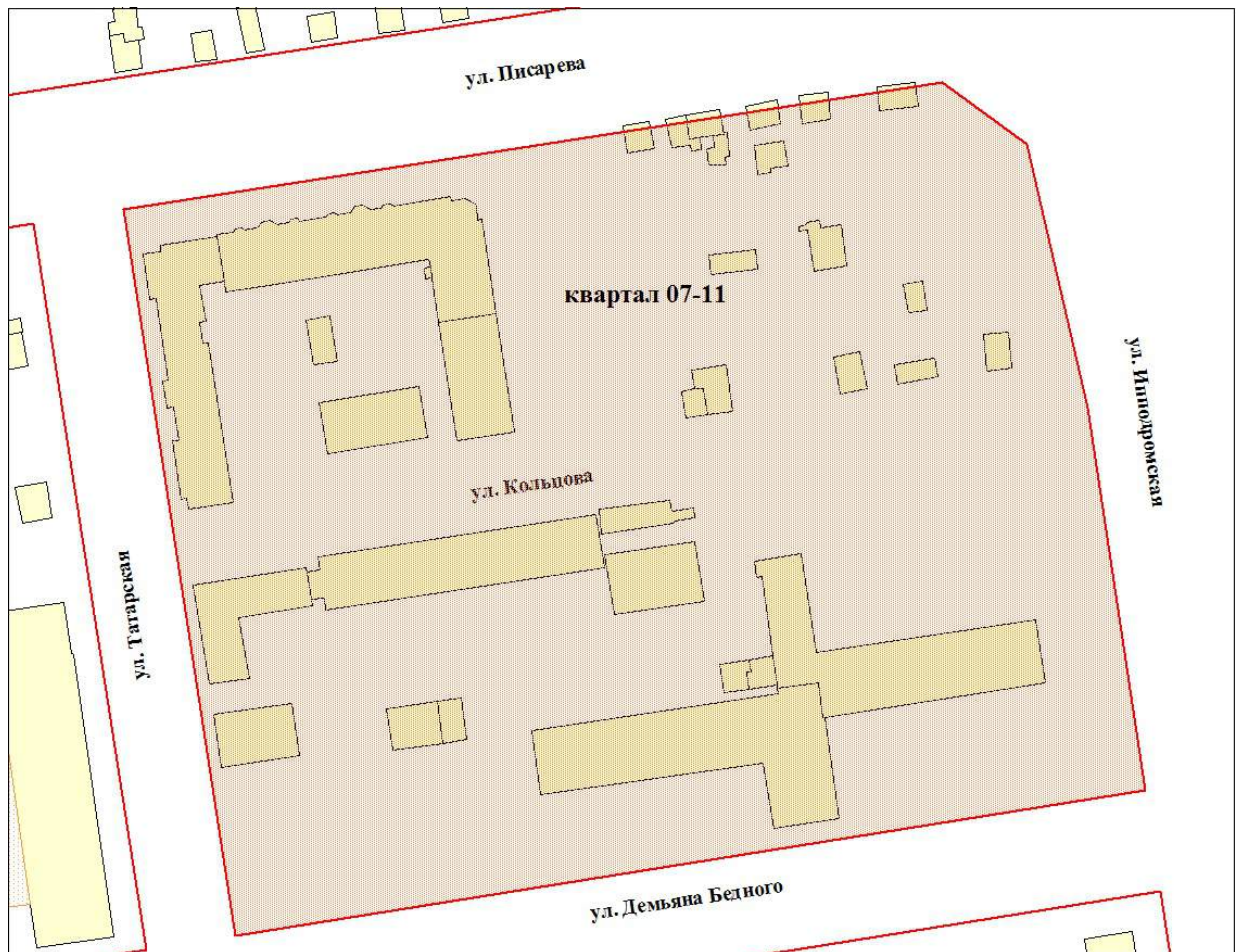 ул. Писарева
квартал 07-11
ул. Ипподромская
ул. Кольцова
ул. Татарская
ул. Демьяна Бедного